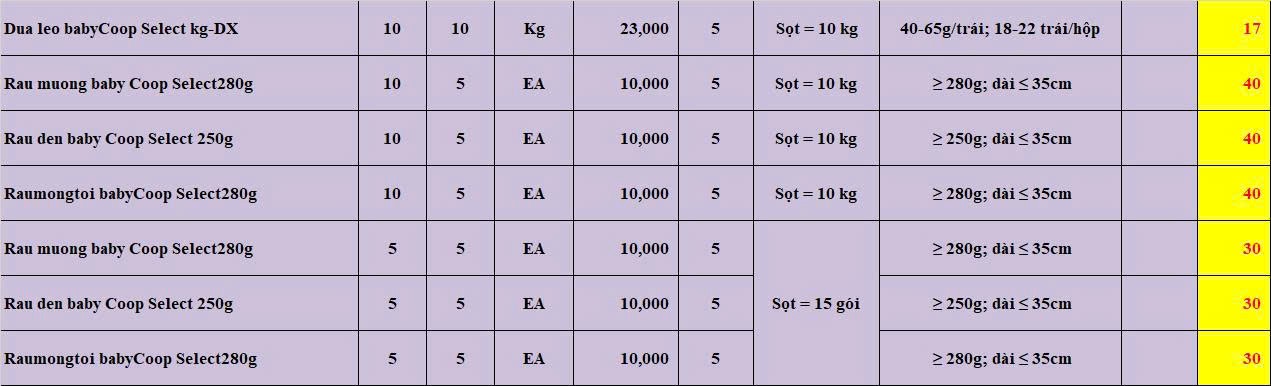 Dua leo babyCoop Select kg-DX 10 10 Kg 23,000 5 Sọt = 10 kg 40-65g/trái; 18-22 trái/hộp 17
Rau muong baby Coop Select280g 10 5 EA 10,000 5 Sọt = 10 kg ≥ 280g; dài ≤ 35cm 40
Rau den baby Coop Select 250g 10 5 EA 10,000 5 Sọt = 10 kg ≥ 250g; dài ≤ 35cm 40
Raumongtoi babyCoop Select280g 10 5 EA 10,000 5 Sọt = 10 kg ≥ 280g; dài ≤ 35cm 40
Rau muong baby Coop Select280g 5 5 EA 10,000 5 ≥ 280g; dài ≤ 35cm 30
Rau den baby Coop Select 250g 5 5 EA 10,000 5 Sọt = 15 gói ≥ 250g; dài ≤ 35cm 30
Raumongtoi babyCoop Select280g 5 5 EA 10,000 5 ≥ 280g; dài ≤ 35cm 30